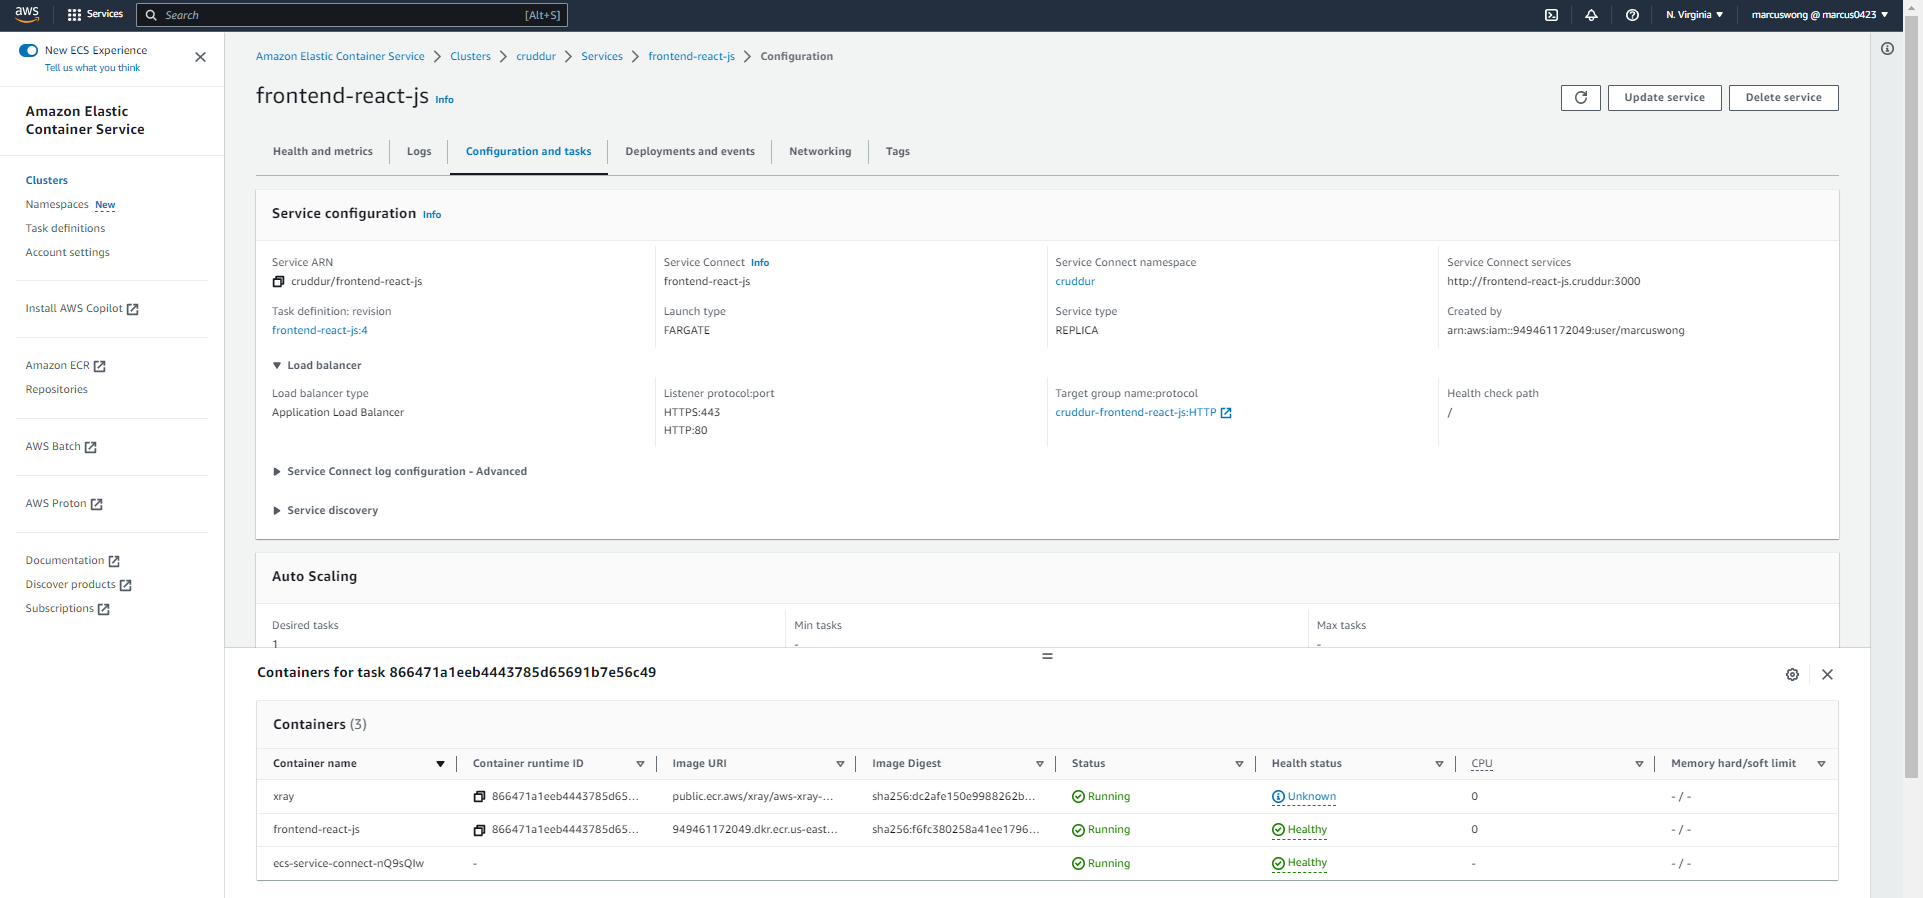 aws Services Search [Alt+S] N. Virginia ▼ marcuswong @ marcus0423 ▼
New ECS Experience
Tell us what you think
Amazon Elastic Container Service
Clusters
Namespaces New
Task definitions
Account settings
Install AWS Copilot
Amazon ECR
Repositories
AWS Batch
AWS Proton
Documentation
Discover products
Subscriptions
Amazon Elastic Container Service > Clusters > cruddur > Services > frontend-react-js > Configuration
frontend-react-js Info
Update service Delete service
Health and metrics Logs Configuration and tasks Deployments and events Networking Tags
Service configuration Info
Service ARN Service Connect Info Service Connect namespace Service Connect services
cruddur/frontend-react-js frontend-react-js cruddur http://frontend-react-js.cruddur:3000
Task definition: revision Launch type Service type Created by
frontend-react-js:4 FARGATE REPLICA arn:aws:iam::949461172049:user/marcuswong
▼ Load balancer
Load balancer type Listener protocol:port Target group name:protocol Health check path
Application Load Balancer HTTPS:443 cruddur-frontend-react-js:HTTP /
HTTP:80
▶ Service Connect log configuration - Advanced
▶ Service discovery
Auto Scaling
Desired tasks Min tasks Max tasks
1 - -
Containers for task 866471a1eeb4443785d65691b7e56c49
Containers (3)
Container name Container runtime ID Image URI Image Digest Status Health status CPU Memory hard/soft limit
xray 866471a1eeb4443785d65... public.ecr.aws/xray/aws-xray-... sha256:dc2afe150e9988262b... Running Unknown 0 - / -
frontend-react-js 866471a1eeb4443785d65... 949461172049.dkr.ecr.us-east... sha256:f6fc380258a41ee1796... Running Healthy 0 - / -
ecs-service-connect-nQ9sQIw - Running Healthy - - / -